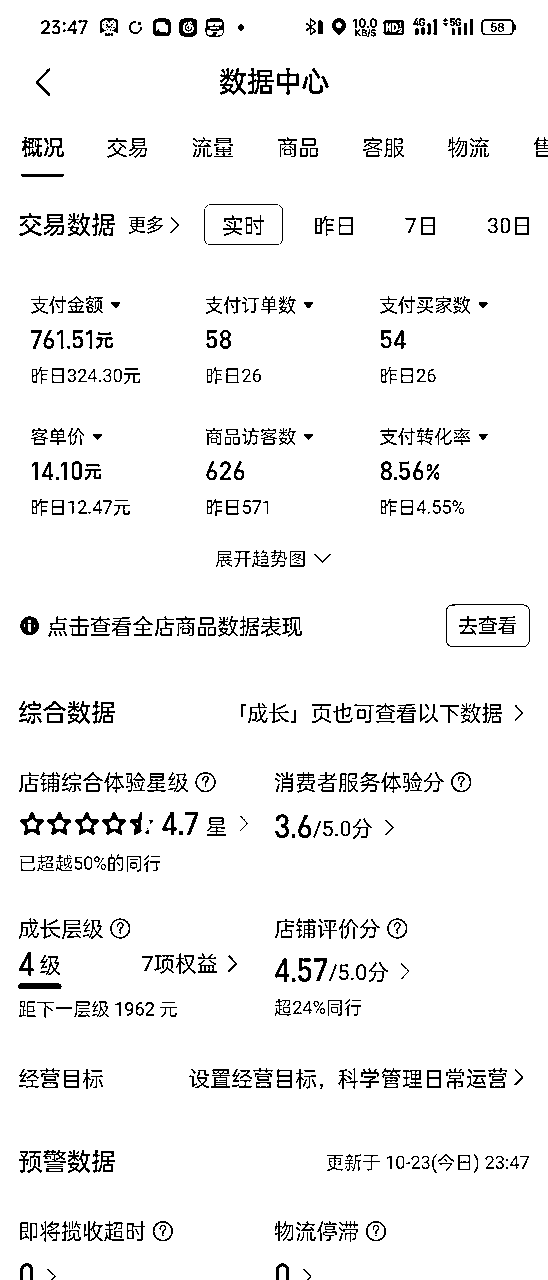 23:47 10.0 KB/S HD 4G 5G 58
数据中心
概况 交易 流量 商品 客服 物流 售
交易数据 更多 实时 昨日 7日 30日
支付金额 支付订单数 支付买家数
761.51元 58 54
昨日324.30元 昨日26 昨日26
客单价 商品访客数 支付转化率
14.10元 626 8.56%
昨日12.47元 昨日571 昨日4.55%
展开趋势图
点击查看全店商品数据表现 去查看
综合数据 「成长」页也可查看以下数据
店铺综合体验星级 消费者服务体验分
4.7 星 3.6/5.0分
已超越50%的同行
成长层级 店铺评价分
4 级 7项权益 4.57/5.0分
距下一层级 1962 元 超24%同行
经营目标 设置经营目标，科学管理日常运营
预警数据 更新于 10-23(今日) 23:47
即将揽收超时 物流停滞
0 0